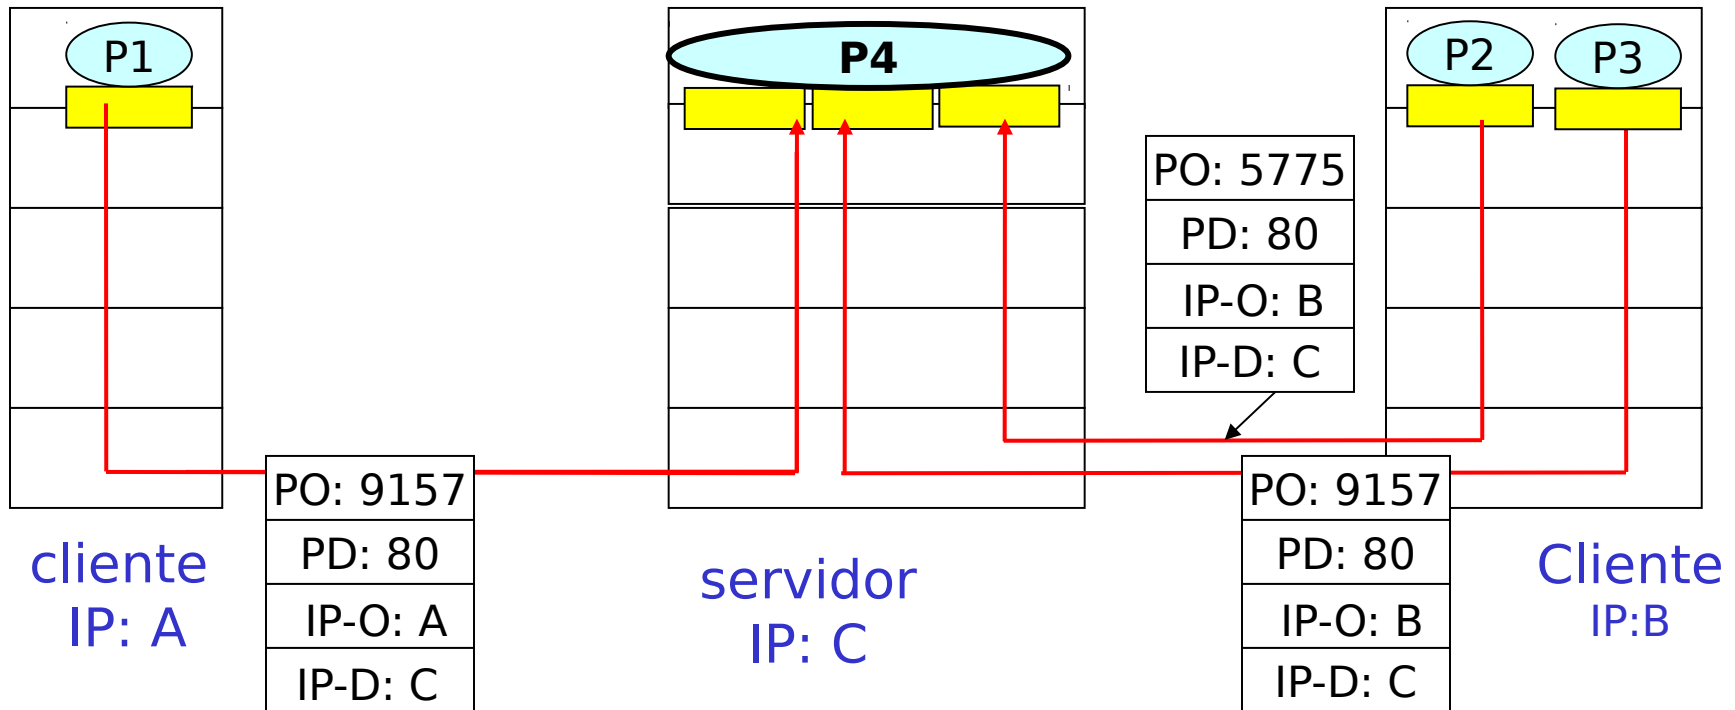 P1
P4
P2
P3
PO: 5775
PD: 80
IP-O: B
IP-D: C
PO: 9157
PD: 80
IP-O: A
IP-D: C
PO: 9157
PD: 80
IP-O: B
IP-D: C
cliente
IP: A
servidor
IP: C
Cliente
IP:B